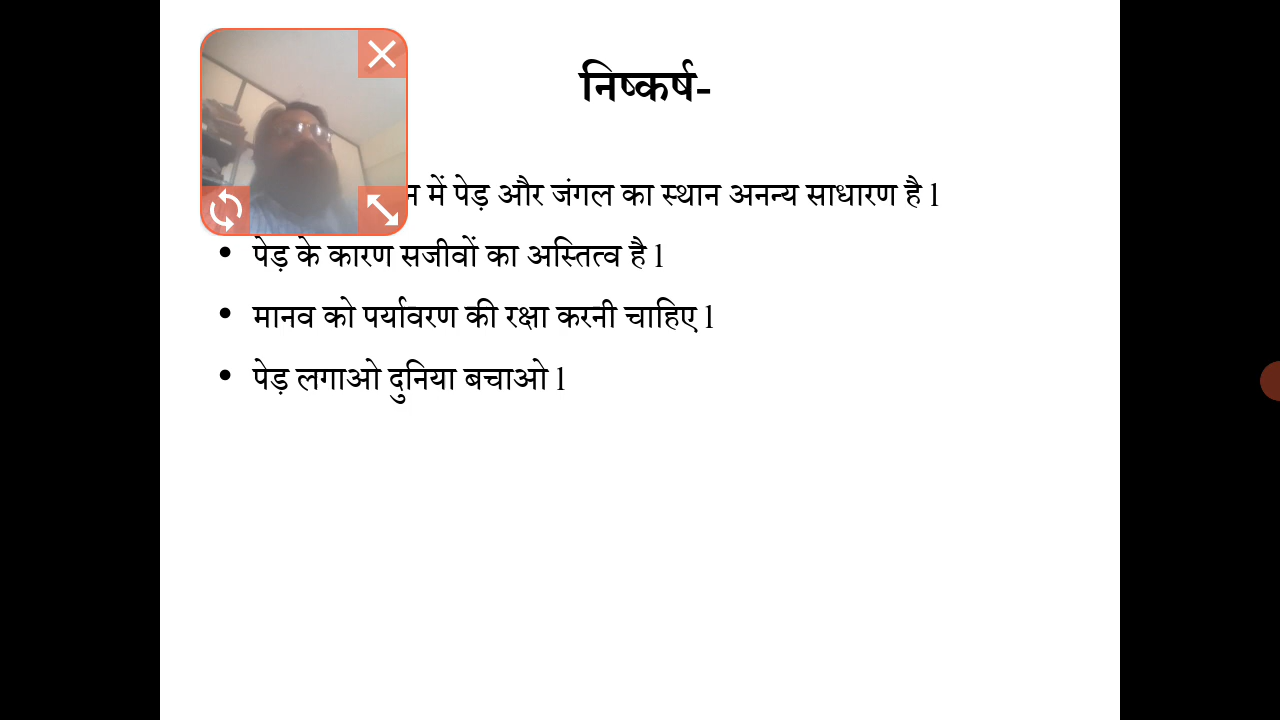 निष्कर्ष-
में पेड़ और जंगल का स्थान अनन्य साधारण है l
• पेड़ के कारण सजीवों का अस्तित्व है l
• मानव को पर्यावरण की रक्षा करनी चाहिए l
• पेड़ लगाओ दुनिया बचाओ l